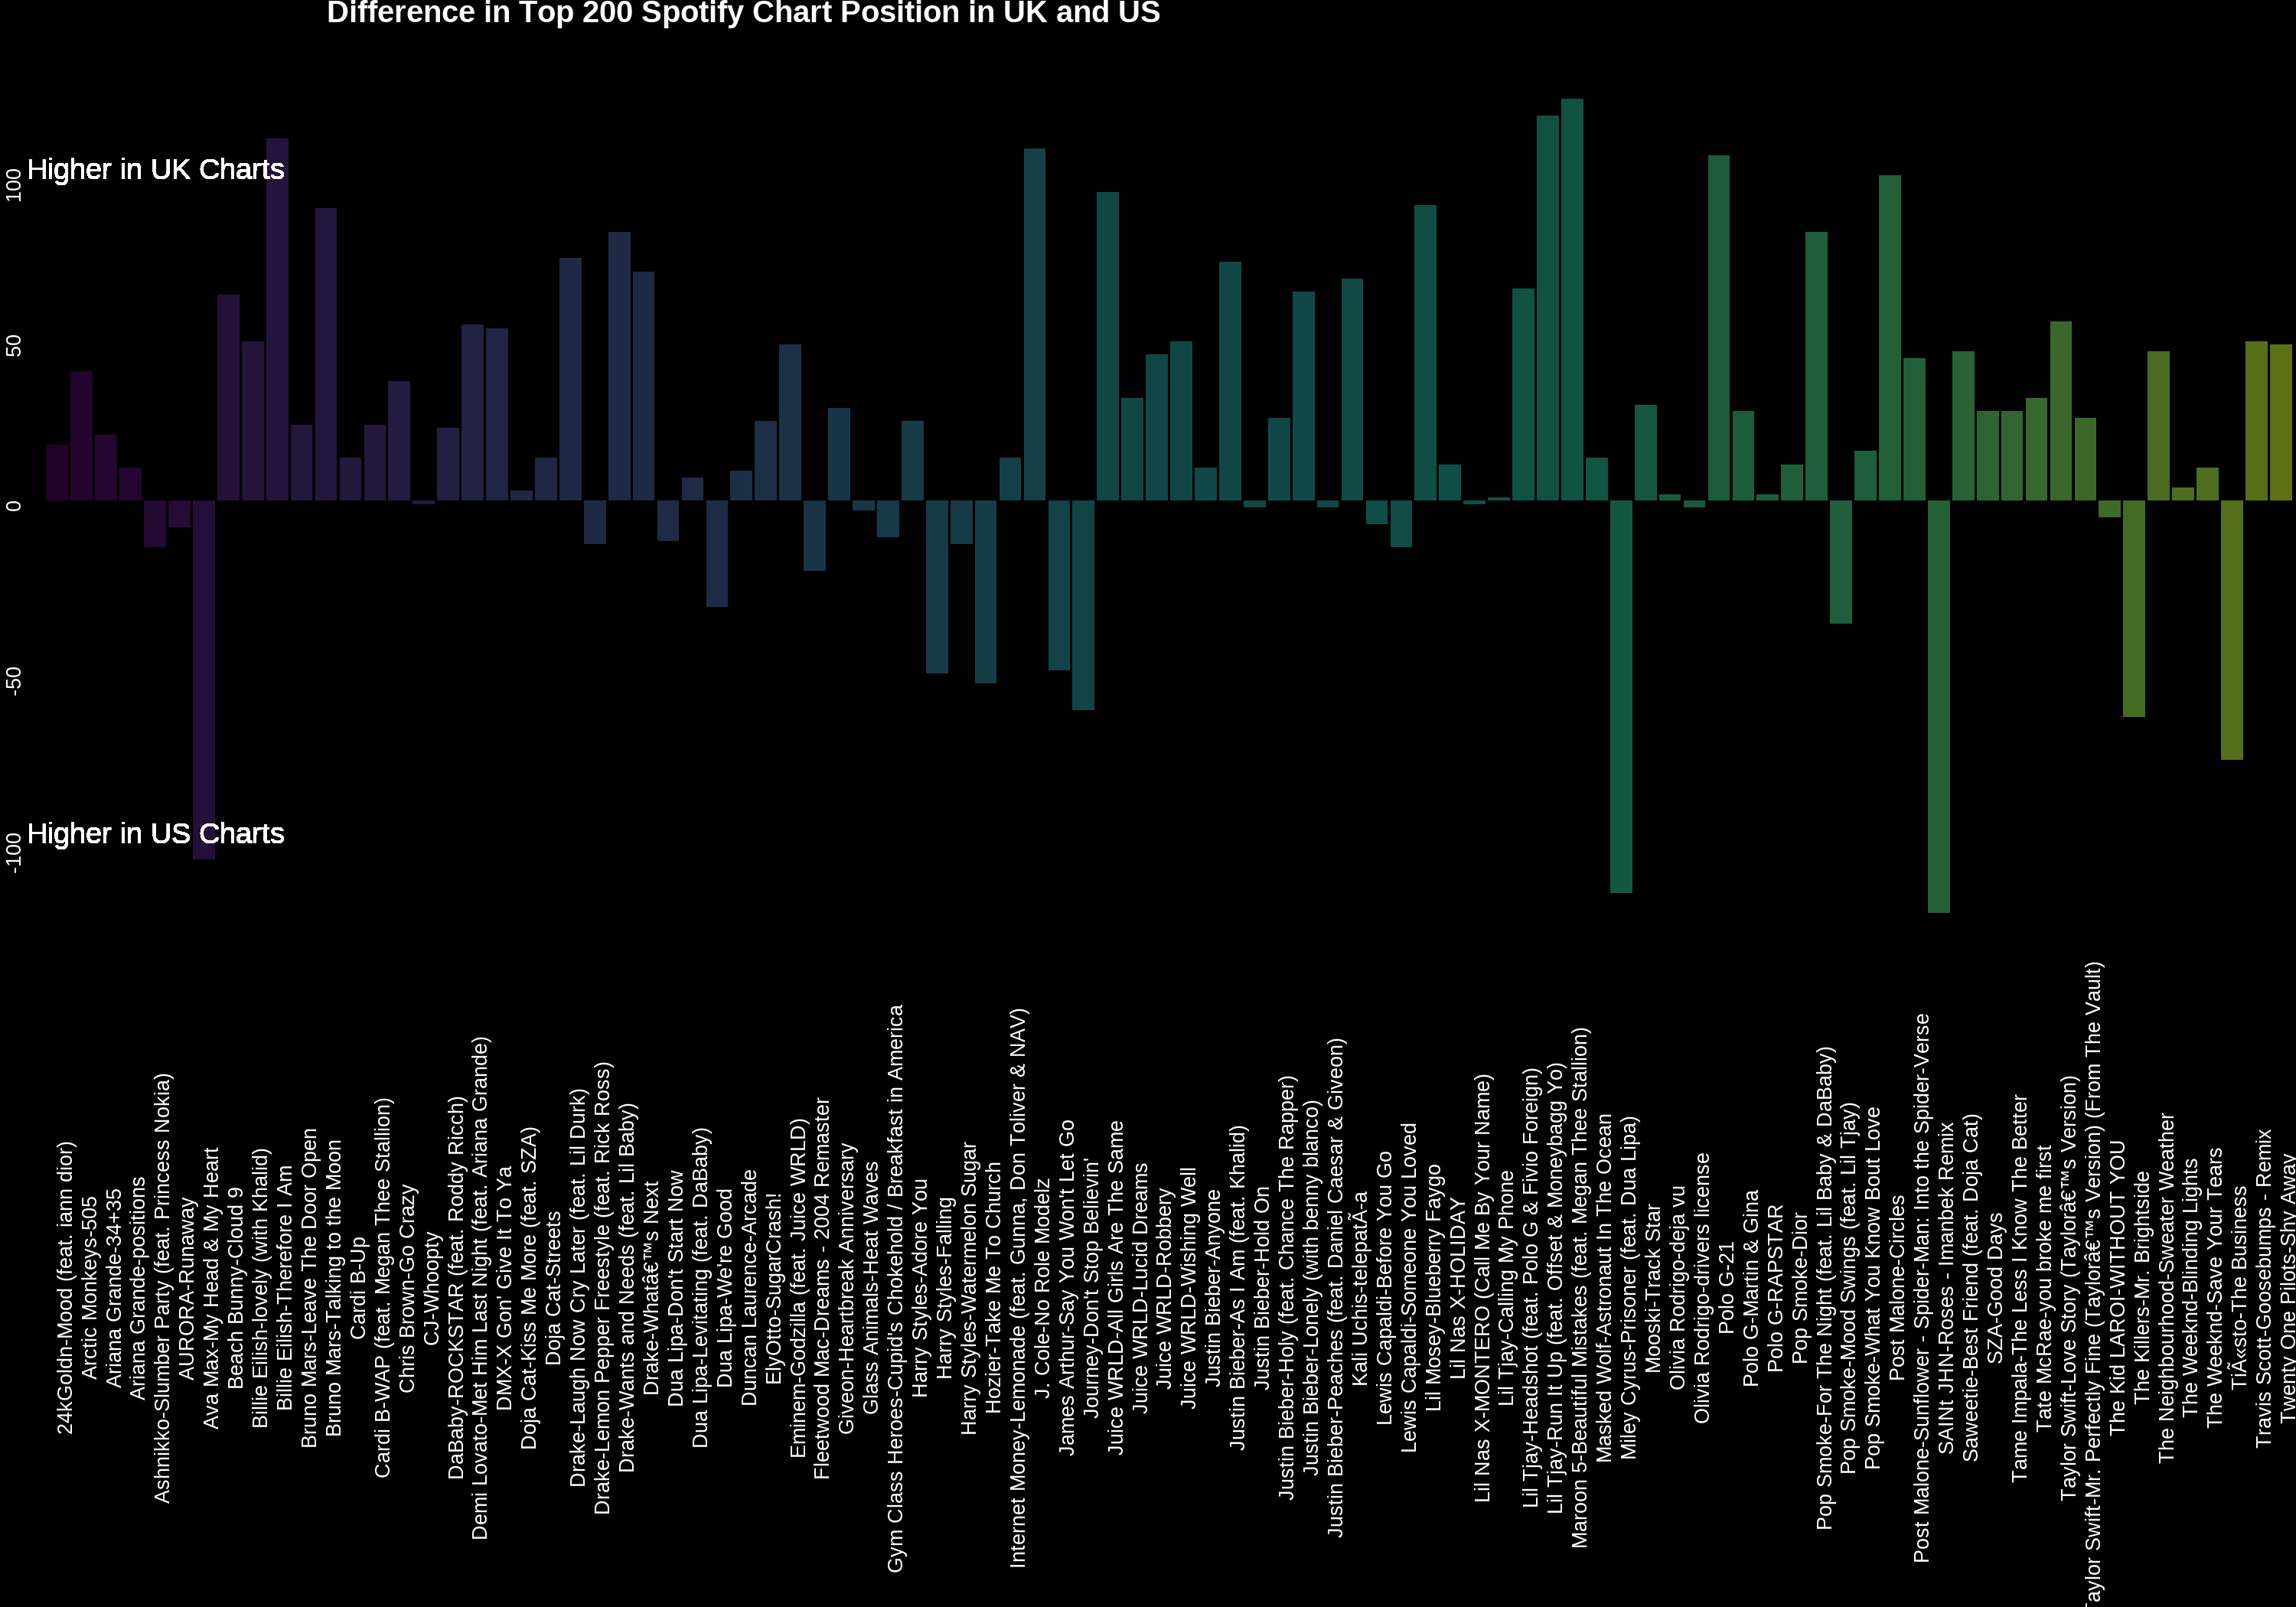 Difference in Top 200 Spotify Chart Position in UK and US
Higher in UK Charts
100
50
0
-50
Higher in US Charts
-100
24kGoldn-Mood (feat. iann dior)
Arctic Monkeys-505
Ariana Grande-34+35
Ariana Grande-positions
Ashnikko-Slumber Party (feat. Princess Nokia)
AURORA-Runaway
Ava Max-My Head & My Heart
Beach Bunny-Cloud 9
Billie Eilish-lovely (with Khalid)
Billie Eilish-Therefore I Am
Bruno Mars-Leave The Door Open
Bruno Mars-Talking to the Moon
Cardi B-Up
Cardi B-WAP (feat. Megan Thee Stallion)
Chris Brown-Go Crazy
CJ-Whoopty
DaBaby-ROCKSTAR (feat. Roddy Ricch)
Demi Lovato-Met Him Last Night (feat. Ariana Grande)
DMX-X Gon' Give It To Ya
Doja Cat-Kiss Me More (feat. SZA)
Doja Cat-Streets
Drake-Laugh Now Cry Later (feat. Lil Durk)
Drake-Lemon Pepper Freestyle (feat. Rick Ross)
Drake-Wants and Needs (feat. Lil Baby)
Drake-Whatâ€™s Next
Dua Lipa-Don't Start Now
Dua Lipa-Levitating (feat. DaBaby)
Dua Lipa-We're Good
Duncan Laurence-Arcade
ElyOtto-SugarCrash!
Eminem-Godzilla (feat. Juice WRLD)
Fleetwood Mac-Dreams - 2004 Remaster
Giveon-Heartbreak Anniversary
Glass Animals-Heat Waves
Gym Class Heroes-Cupid's Chokehold / Breakfast in America
Harry Styles-Adore You
Harry Styles-Falling
Harry Styles-Watermelon Sugar
Hozier-Take Me To Church
Internet Money-Lemonade (feat. Gunna, Don Toliver & NAV)
J. Cole-No Role Modelz
James Arthur-Say You Won't Let Go
Journey-Don't Stop Believin'
Juice WRLD-All Girls Are The Same
Juice WRLD-Lucid Dreams
Juice WRLD-Robbery
Juice WRLD-Wishing Well
Justin Bieber-Anyone
Justin Bieber-As I Am (feat. Khalid)
Justin Bieber-Hold On
Justin Bieber-Holy (feat. Chance The Rapper)
Justin Bieber-Lonely (with benny blanco)
Justin Bieber-Peaches (feat. Daniel Caesar & Giveon)
Kali Uchis-telepatÃ-a
Lewis Capaldi-Before You Go
Lewis Capaldi-Someone You Loved
Lil Mosey-Blueberry Faygo
Lil Nas X-HOLIDAY
Lil Nas X-MONTERO (Call Me By Your Name)
Lil Tjay-Calling My Phone
Lil Tjay-Headshot (feat. Polo G & Fivio Foreign)
Lil Tjay-Run It Up (feat. Offset & Moneybagg Yo)
Maroon 5-Beautiful Mistakes (feat. Megan Thee Stallion)
Masked Wolf-Astronaut In The Ocean
Miley Cyrus-Prisoner (feat. Dua Lipa)
Mooski-Track Star
Olivia Rodrigo-deja vu
Olivia Rodrigo-drivers license
Polo G-21
Polo G-Martin & Gina
Polo G-RAPSTAR
Pop Smoke-Dior
Pop Smoke-For The Night (feat. Lil Baby & DaBaby)
Pop Smoke-Mood Swings (feat. Lil Tjay)
Pop Smoke-What You Know Bout Love
Post Malone-Circles
Post Malone-Sunflower - Spider-Man: Into the Spider-Verse
SAINt JHN-Roses - Imanbek Remix
Saweetie-Best Friend (feat. Doja Cat)
SZA-Good Days
Tame Impala-The Less I Know The Better
Tate McRae-you broke me first
Taylor Swift-Love Story (Taylorâ€™s Version)
Taylor Swift-Mr. Perfectly Fine (Taylorâ€™s Version) (From The Vault)
The Kid LAROI-WITHOUT YOU
The Killers-Mr. Brightside
The Neighbourhood-Sweater Weather
The Weeknd-Blinding Lights
The Weeknd-Save Your Tears
TiÃ«sto-The Business
Travis Scott-Goosebumps - Remix
Twenty One Pilots-Shy Away